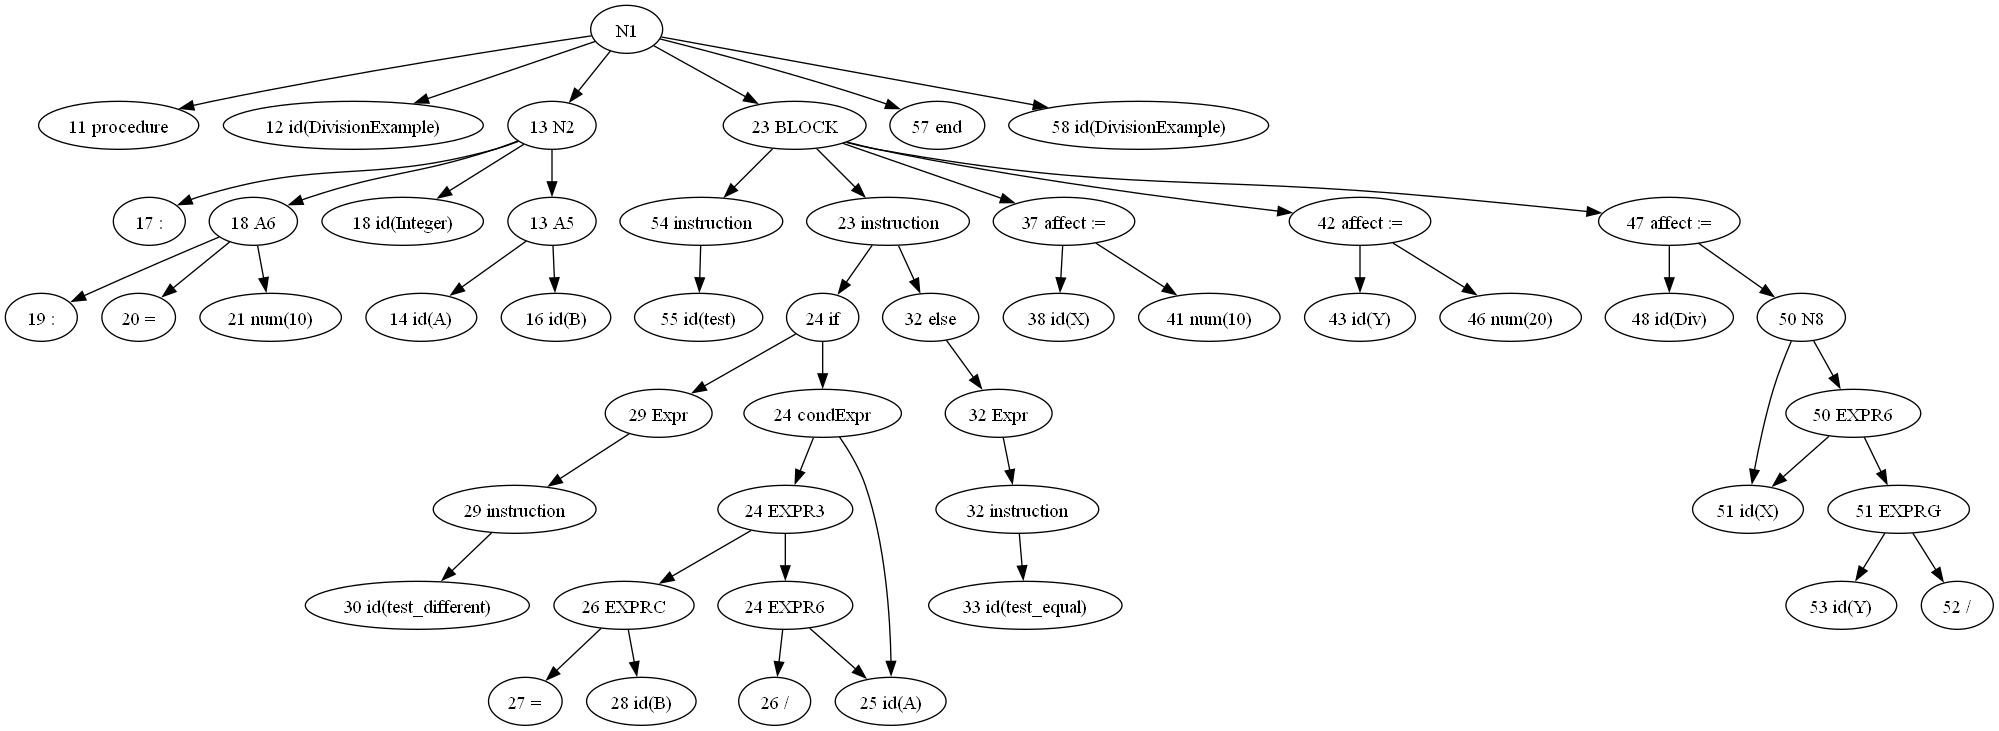 N1
11 procedure
12 id(DivisionExample)
13 N2
23 BLOCK
57 end
58 id(DivisionExample)
17 :
18 A6
18 id(Integer)
13 A5
54 instruction
23 instruction
37 affect :=
42 affect :=
47 affect :=
19 :
20 =
21 num(10)
14 id(A)
16 id(B)
55 id(test)
24 if
32 else
38 id(X)
41 num(10)
43 id(Y)
46 num(20)
48 id(Div)
50 N8
29 Expr
24 condExpr
32 Expr
50 EXPR6
29 instruction
24 EXPR3
32 instruction
51 id(X)
51 EXPRG
30 id(test_different)
26 EXPRC
24 EXPR6
33 id(test_equal)
53 id(Y)
52 /
27 =
28 id(B)
26 /
25 id(A)